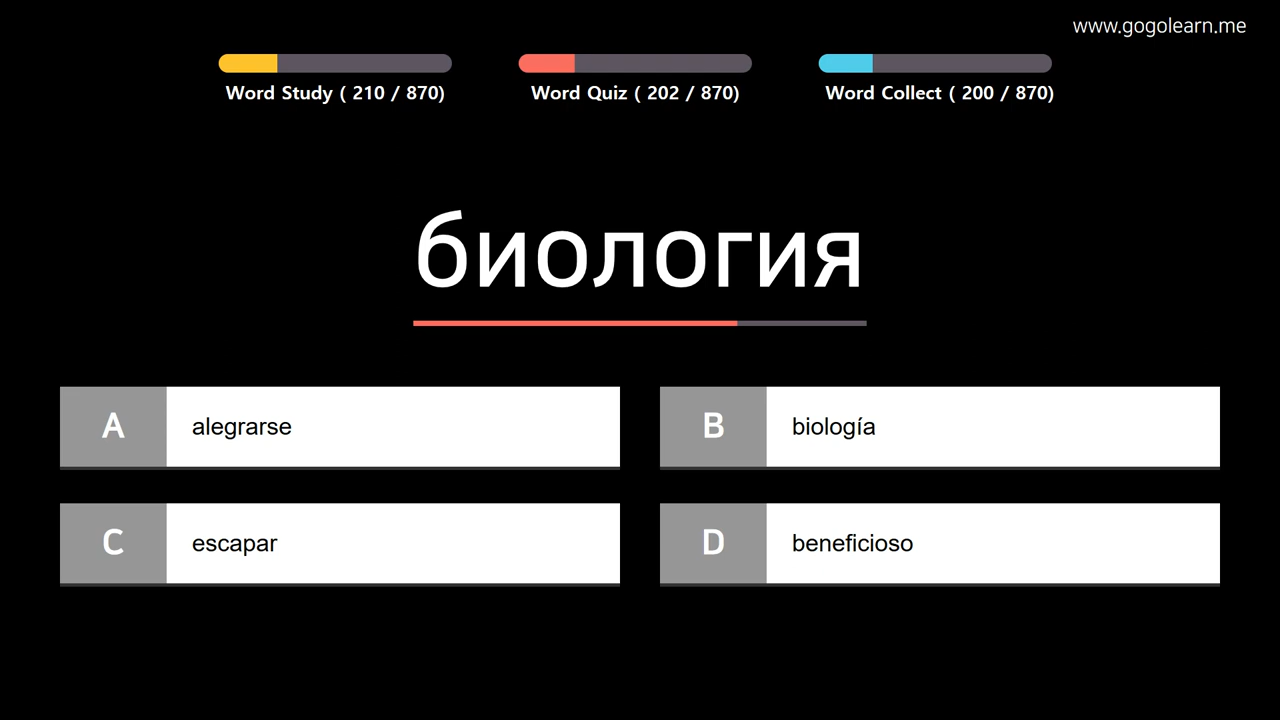 www.gogolearn.me
Word Study ( 210 / 870)
Word Quiz ( 202 / 870)
Word Collect ( 200 / 870)
биология
A alegrarse
B biología
C escapar
D beneficioso